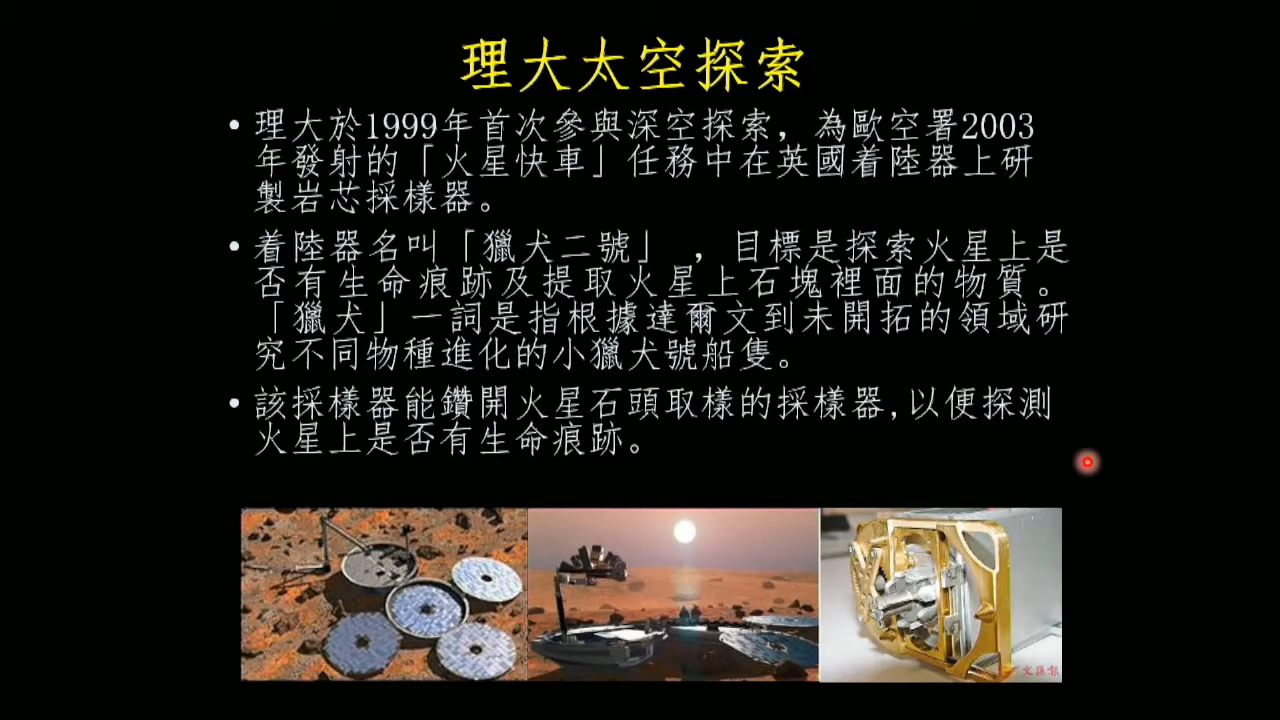 理大太空探索
• 理大於1999年首次參與深空探索，為歐空署2003
年發射的「火星快車」任務中在英國着陸器上研
製岩芯採樣器。
• 着陸器名叫「獵犬二號」，目標是探索火星上是
否有生命痕跡及提取火星上石塊裡面的物質。
「獵犬」一詞是指根據達爾文到未開拓的領域研
究不同物種進化的小獵犬號船隻。
• 該採樣器能鑽開火星石頭取樣的採樣器,以便探測
火星上是否有生命痕跡。
文匯報